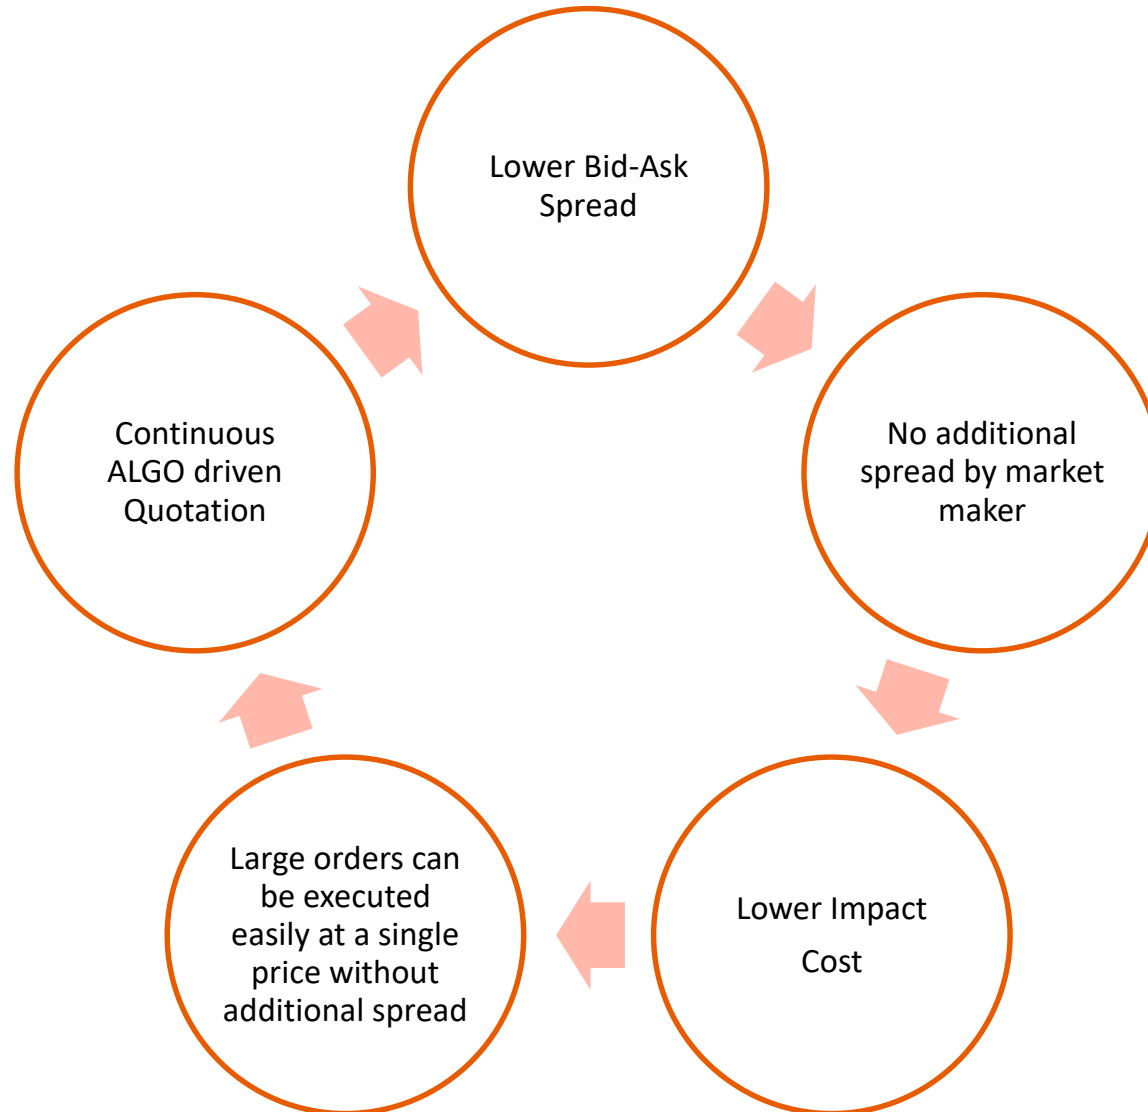 Lower Bid-Ask
Spread
No additional
spread by market
maker
Lower Impact
Cost
Large orders can
be executed
easily at a single
price without
additional spread
Continuous
ALGO driven
Quotation